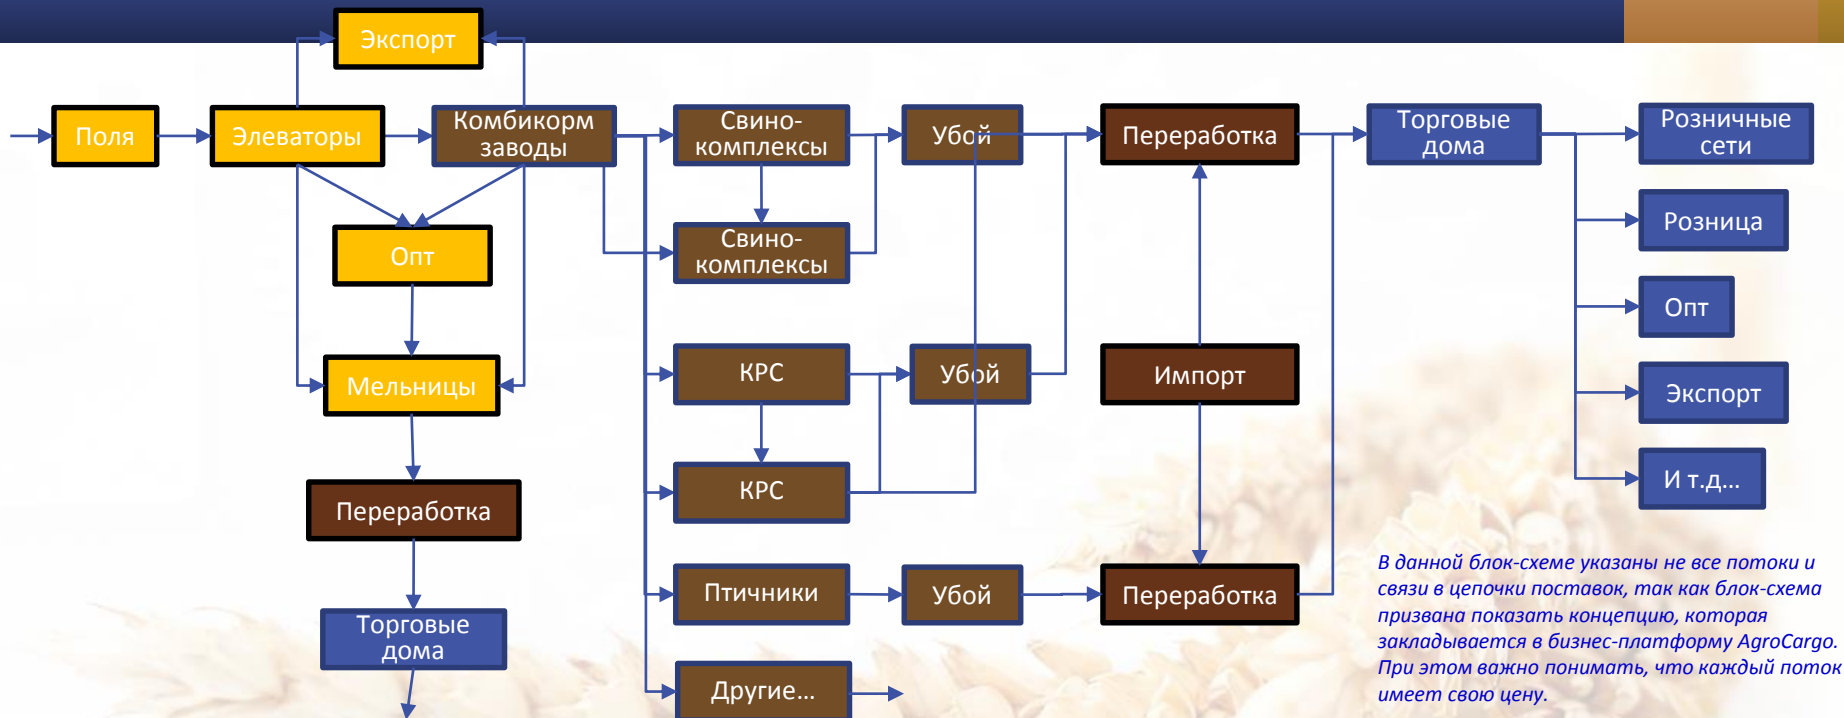 Экспорт
Поля
Элеваторы
Комбикорм
заводы
Свино-
комплексы
Убой
Переработка
Торговые
дома
Розничные
сети
Опт
Свино-
комплексы
Розница
Опт
Мельницы
КРС
Убой
Импорт
Экспорт
КРС
И т.д...
Переработка
Птичники
Убой
Переработка
Торговые
дома
Другие...
В данной блок-схеме указаны не все потоки и
связи в цепочки поставок, так как блок-схема
призвана показать концепцию, которая
закладывается в бизнес-платформу AgroCargo.
При этом важно понимать, что каждый поток
имеет свою цену.